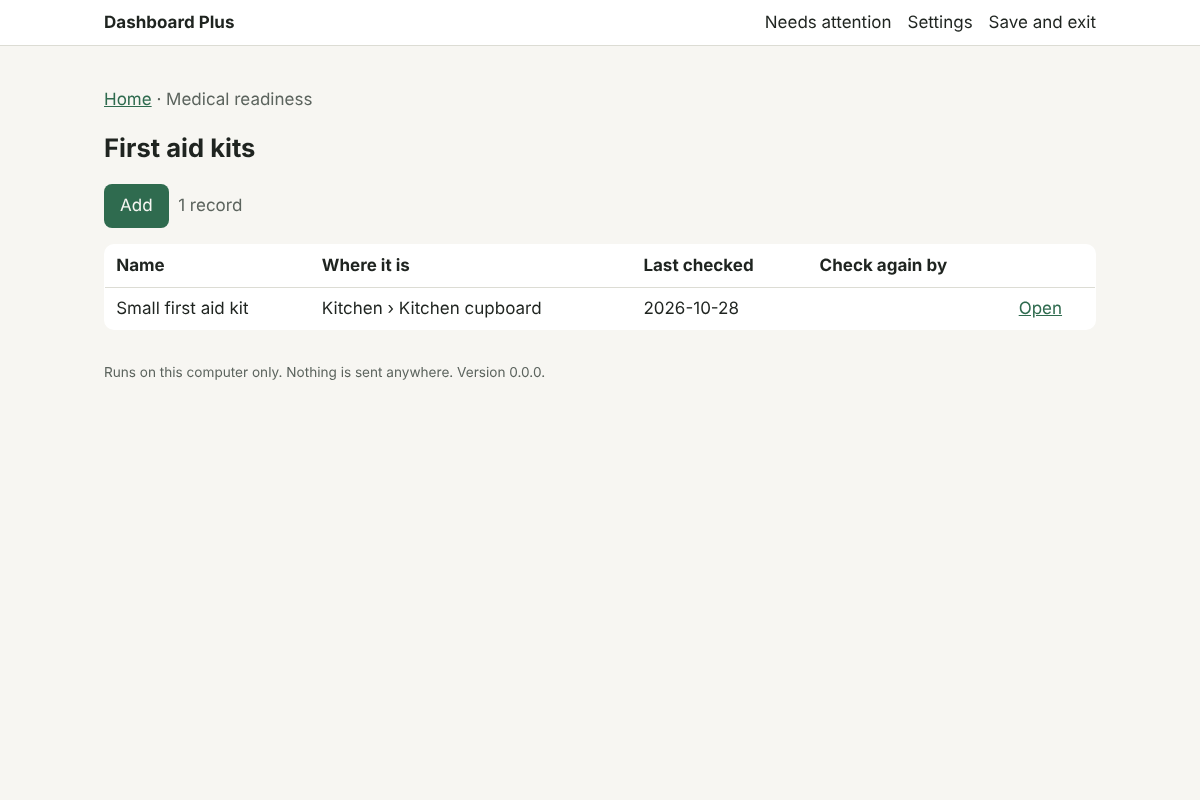 Dashboard Plus Needs attention Settings Save and exit
Home · Medical readiness
First aid kits
Add 1 record
Name Where it is Last checked Check again by
Small first aid kit Kitchen › Kitchen cupboard 2026-10-28 Open
Runs on this computer only. Nothing is sent anywhere. Version 0.0.0.